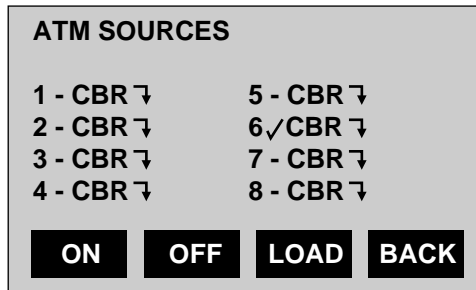 ATM SOURCES
1 - CBR ↴ 5 - CBR ↴
2 - CBR ↴ 6✓CBR ↴
3 - CBR ↴ 7 - CBR ↴
4 - CBR ↴ 8 - CBR ↴
ON OFF LOAD BACK